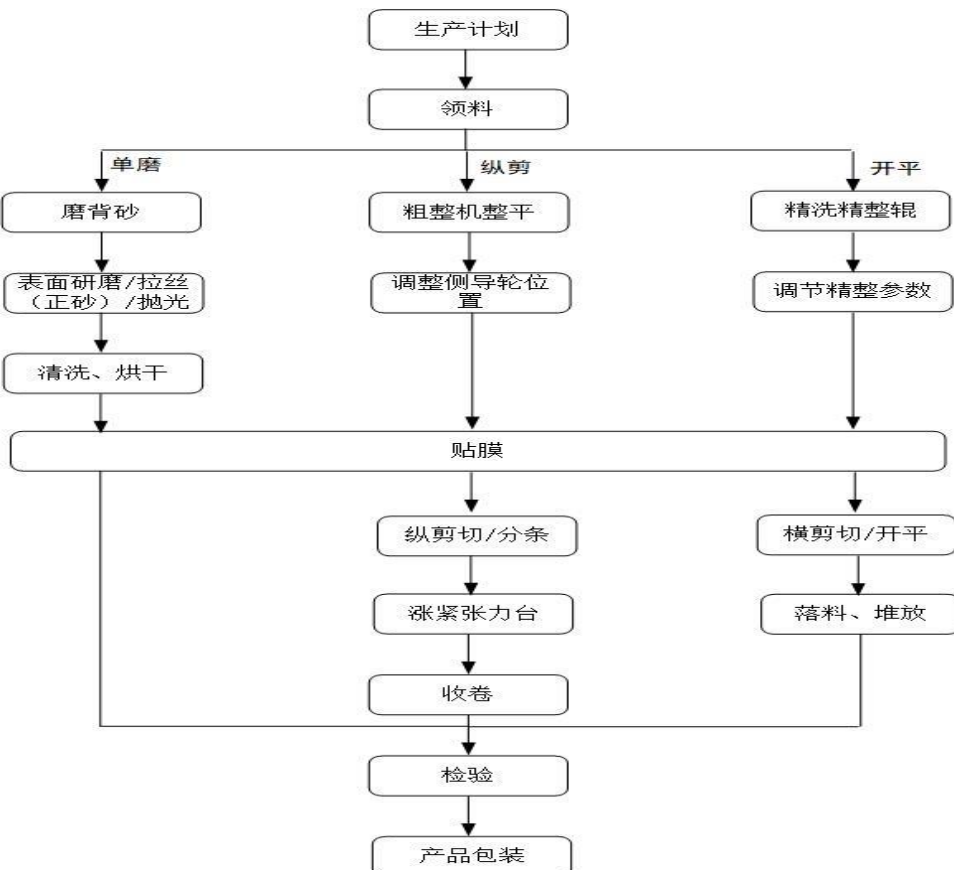 生产计划
领料
单磨
纵剪
开平
磨背砂
粗整机整平
精洗精整辊
表面研磨/拉丝
（正砂）/抛光
调整侧导轮位
置
调节精整参数
清洗、烘干
贴膜
纵剪切/分条
横剪切/开平
涨紧张力台
落料、堆放
收卷
检验
产品包装